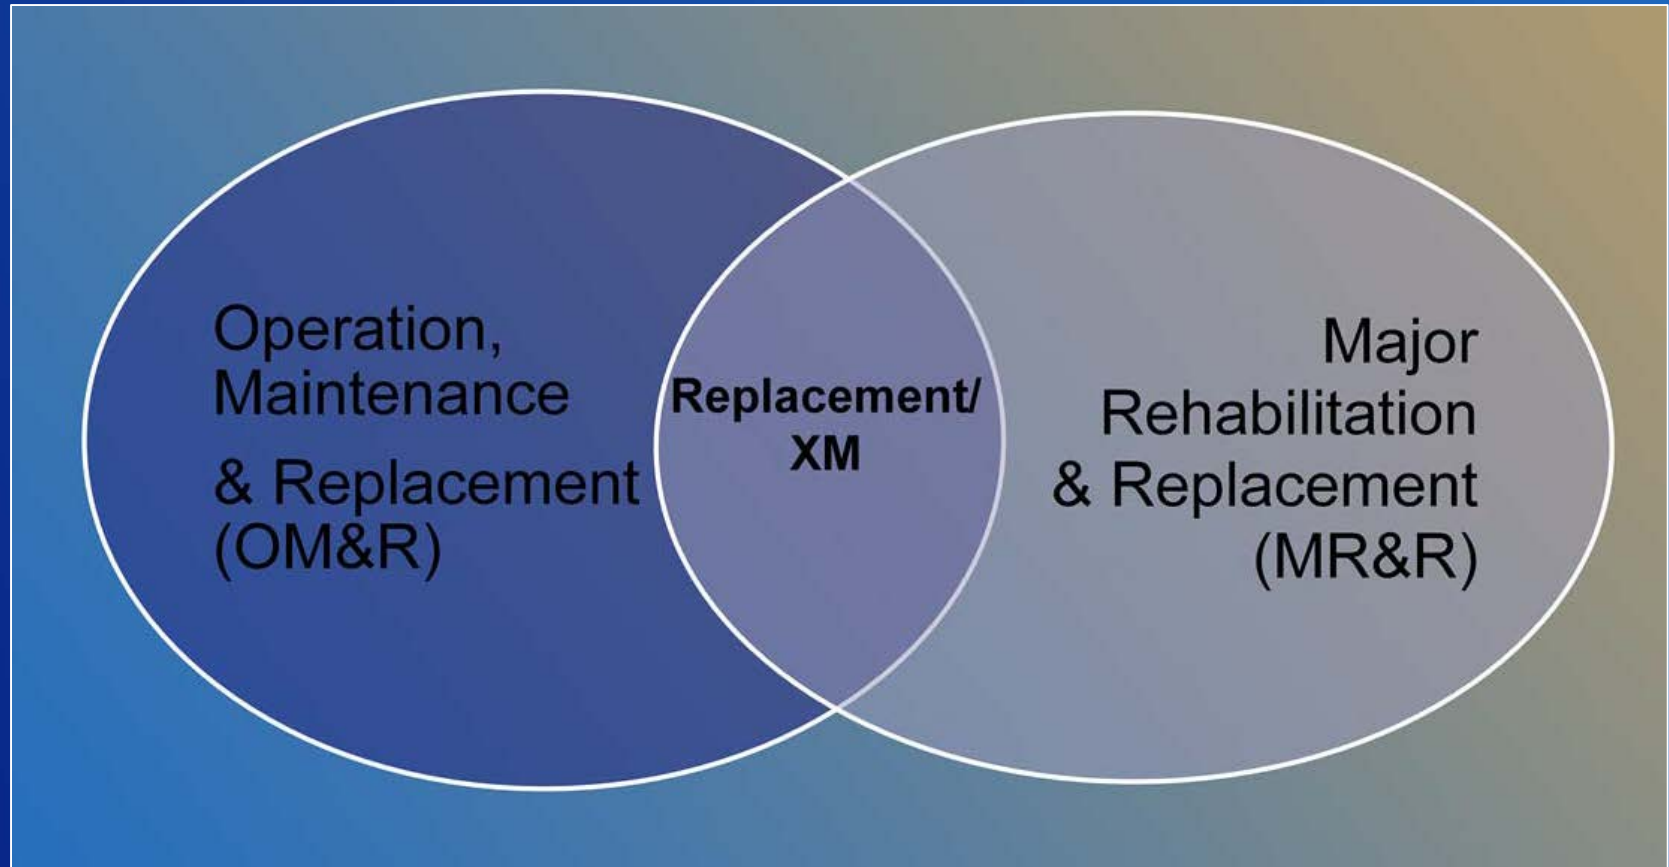 Operation,
Maintenance
& Replacement
(OM&R)
Replacement/
XM
Major
Rehabilitation
& Replacement
(MR&R)